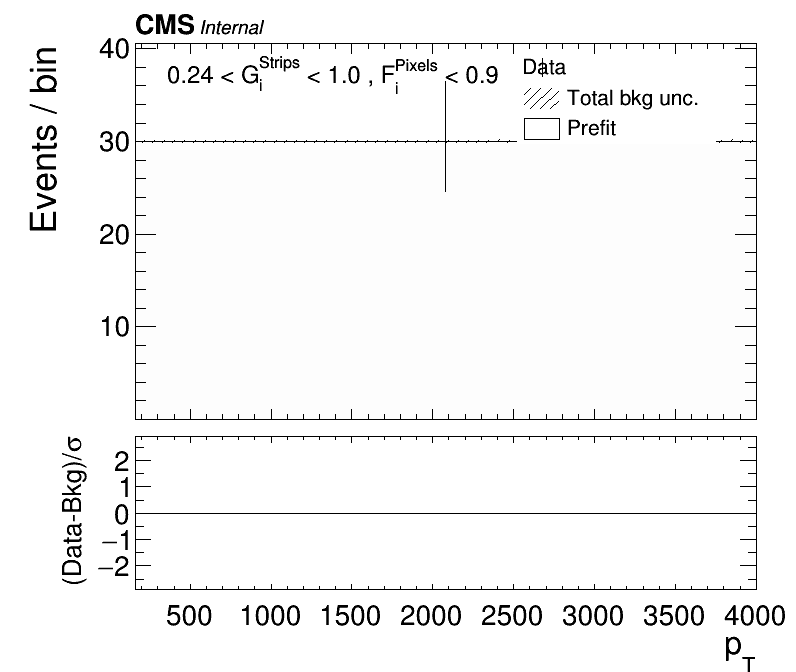 CMS Internal
Events / bin
40
30
20
10
0.24 < G_i^Strips < 1.0 , F_i^Pixels < 0.9
Data
Total bkg unc.
Prefit
(Data-Bkg)/σ
2
1
0
−1
−2
500 1000 1500 2000 2500 3000 3500 4000
p_T